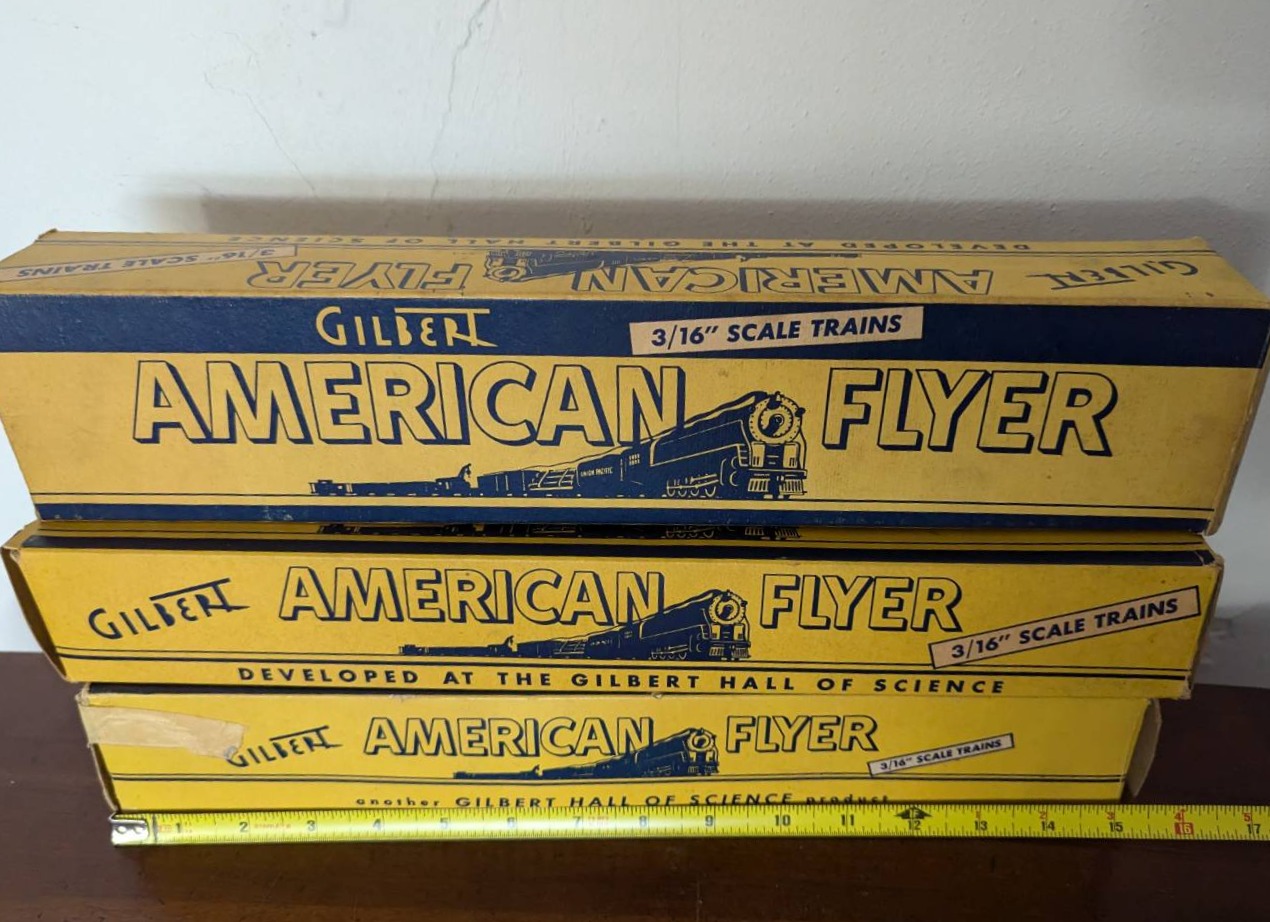 DEVELOPED AT THE GILBERT HALL OF SCIENCE
3/16" SCALE TRAINS
GILBERT AMERICAN FLYER
GILBERT
3/16" SCALE TRAINS
AMERICAN FLYER
UNION PACIFIC
GILBERT AMERICAN FLYER
3/16" SCALE TRAINS
DEVELOPED AT THE GILBERT HALL OF SCIENCE
GILBERT AMERICAN FLYER
3/16" SCALE TRAINS
another GILBERT HALL OF SCIENCE product
1 2 3 4 5 6 7 8 9 10 11 12 13 14 15 16 17